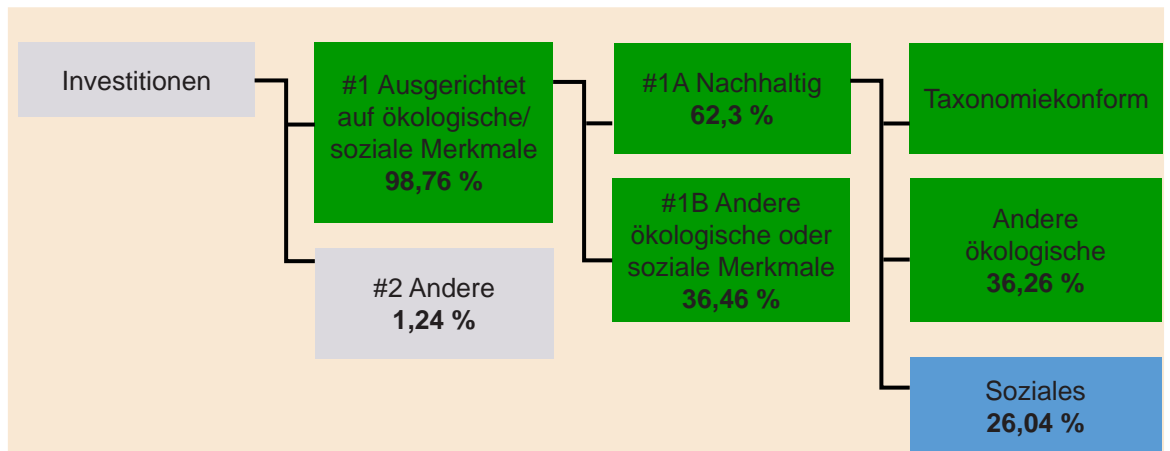 Investitionen
#1 Ausgerichtet
auf ökologische/
soziale Merkmale
98,76 %
#2 Andere
1,24 %
#1A Nachhaltig
62,3 %
#1B Andere
ökologische oder
soziale Merkmale
36,46 %
Taxonomiekonform
Andere
ökologische
36,26 %
Soziales
26,04 %